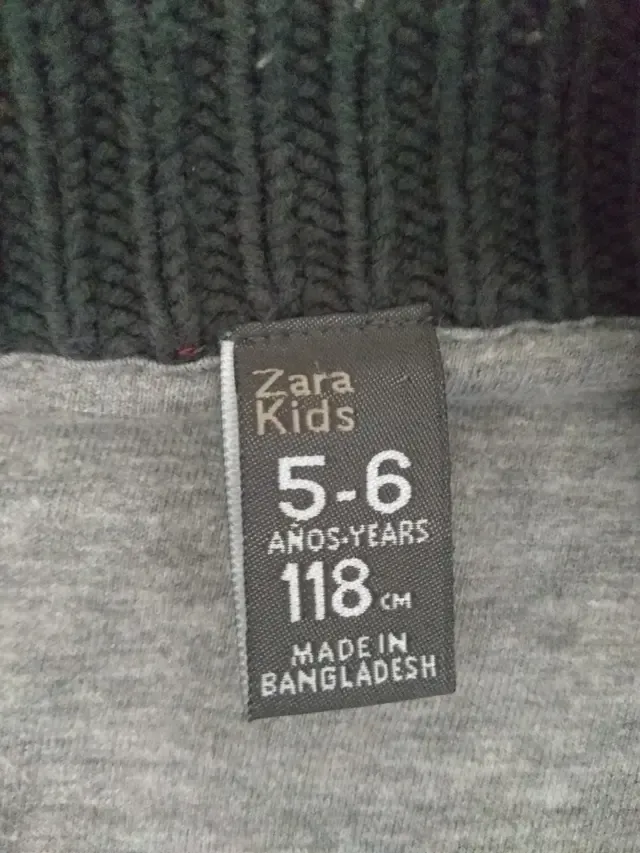 Zara
Kids
5-6
AÑOS·YEARS
118 CM
MADE IN
BANGLADESH